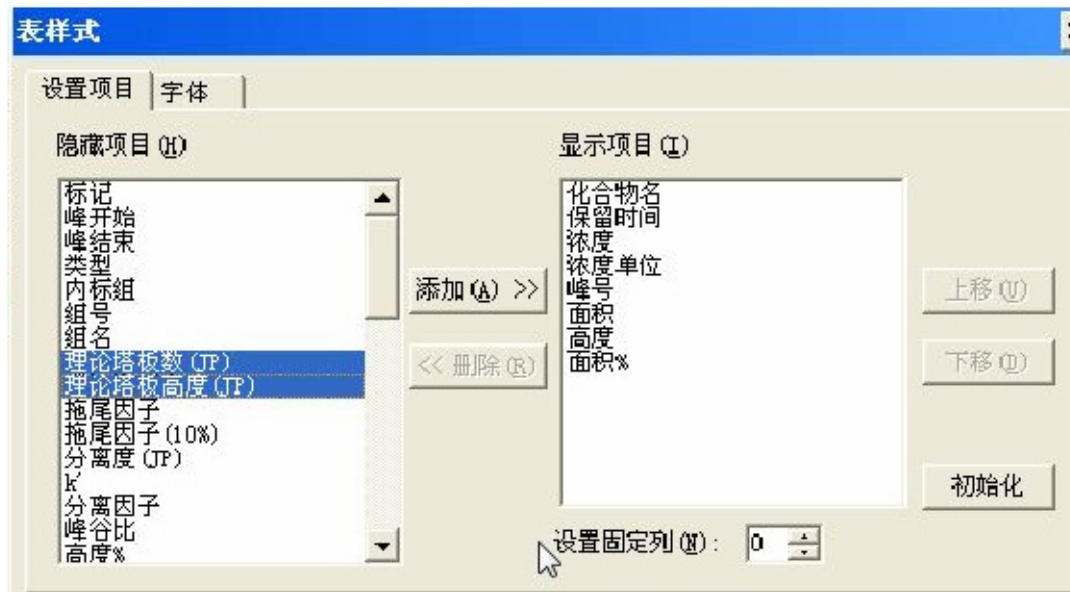 表样式
设置项目
字体
隐藏项目(H)
显示项目(I)
标记
峰开始
峰结束
类型
内标组
组号
组名
理论塔板数(JP)
理论塔板高度(JP)
拖尾因子
拖尾因子(10%)
分离度(JP)
k'
分离因子
峰谷比
高度%
添加(A) >>
<< 删除(R)
化合物名
保留时间
浓度
浓度单位
峰号
面积
高度
面积%
上移(U)
下移(D)
初始化
设置固定列(N): 0